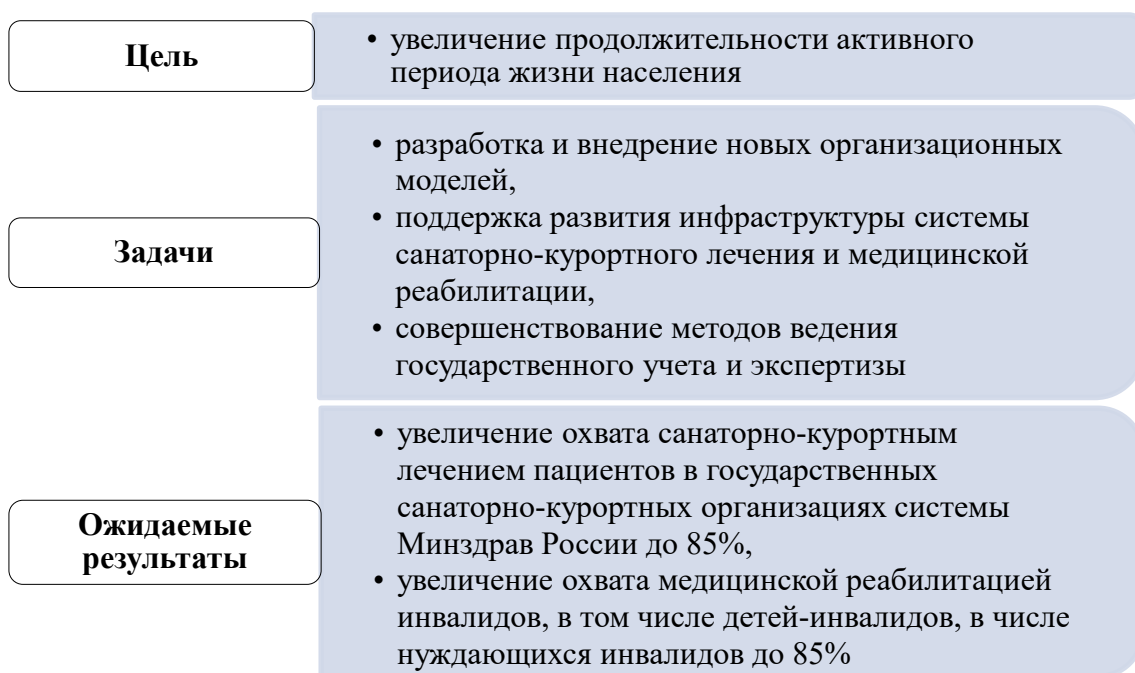 Цель
• увеличение продолжительности активного
периода жизни населения
Задачи
• разработка и внедрение новых организационных
моделей,
• поддержка развития инфраструктуры системы
санаторно-курортного лечения и медицинской
реабилитации,
• совершенствование методов ведения
государственного учета и экспертизы
Ожидаемые
результаты
• увеличение охвата санаторно-курортным
лечением пациентов в государственных
санаторно-курортных организациях системы
Минздрав России до 85%,
• увеличение охвата медицинской реабилитацией
инвалидов, в том числе детей-инвалидов, в числе
нуждающихся инвалидов до 85%